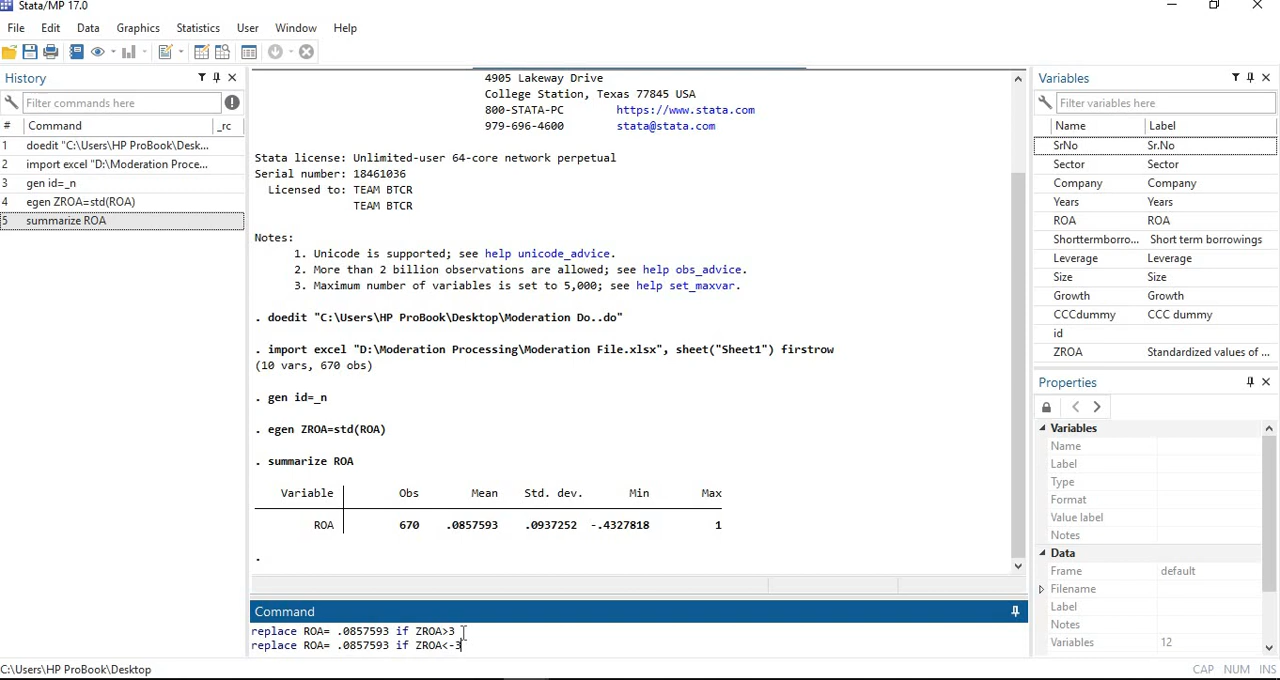 Stata/MP 17.0
File Edit Data Graphics Statistics User Window Help
History
Filter commands here
# Command _rc
1 doedit "C:\Users\HP ProBook\Desk...
2 import excel "D:\Moderation Proce...
3 gen id=_n
4 egen ZROA=std(ROA)
5 summarize ROA
4905 Lakeway Drive
College Station, Texas 77845 USA
800-STATA-PC https://www.stata.com
979-696-4600 stata@stata.com
Stata license: Unlimited-user 64-core network perpetual
Serial number: 18461036
Licensed to: TEAM BTCR
TEAM BTCR
Notes:
1. Unicode is supported; see help unicode_advice.
2. More than 2 billion observations are allowed; see help obs_advice.
3. Maximum number of variables is set to 5,000; see help set_maxvar.
. doedit "C:\Users\HP ProBook\Desktop\Moderation Do..do"
. import excel "D:\Moderation Processing\Moderation File.xlsx", sheet("Sheet1") firstrow
(10 vars, 670 obs)
. gen id=_n
. egen ZROA=std(ROA)
. summarize ROA
Variable Obs Mean Std. dev. Min Max
ROA 670 .0857593 .0937252 -.4327818 1
.
Command
replace ROA= .0857593 if ZROA>3
replace ROA= .0857593 if ZROA<-3
Variables
Filter variables here
Name Label
SrNo Sr.No
Sector Sector
Company Company
Years Years
ROA ROA
Shorttermborro... Short term borrowings
Leverage Leverage
Size Size
Growth Growth
CCCdummy CCC dummy
id
ZROA Standardized values of ...
Properties
Variables
Name
Label
Type
Format
Value label
Notes
Data
Frame default
Filename
Label
Notes
Variables 12
C:\Users\HP ProBook\Desktop
CAP NUM INS